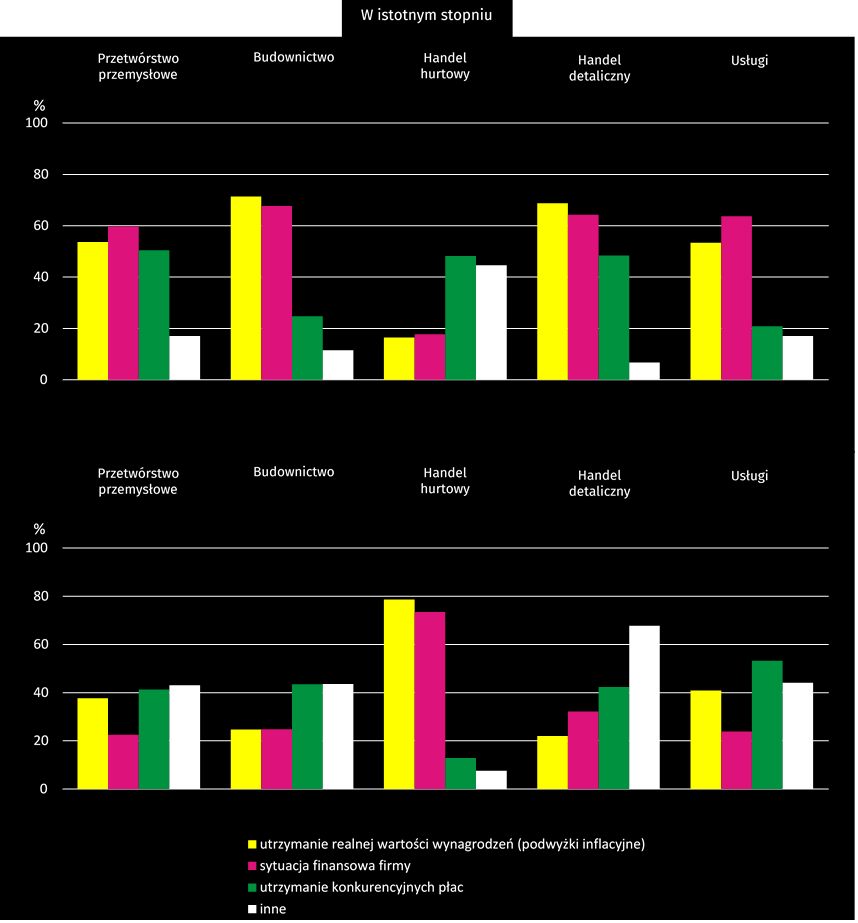 W istotnym stopniu
Przetwórstwo
przemysłowe
Budownictwo
Handel
hurtowy
Handel
detaliczny
Usługi
%
100
80
60
40
20
0
Przetwórstwo
przemysłowe
Budownictwo
Handel
hurtowy
Handel
detaliczny
Usługi
%
100
80
60
40
20
0
utrzymanie realnej wartości wynagrodzeń (podwyżki inflacyjne)
sytuacja finansowa firmy
utrzymanie konkurencyjnych płac
inne